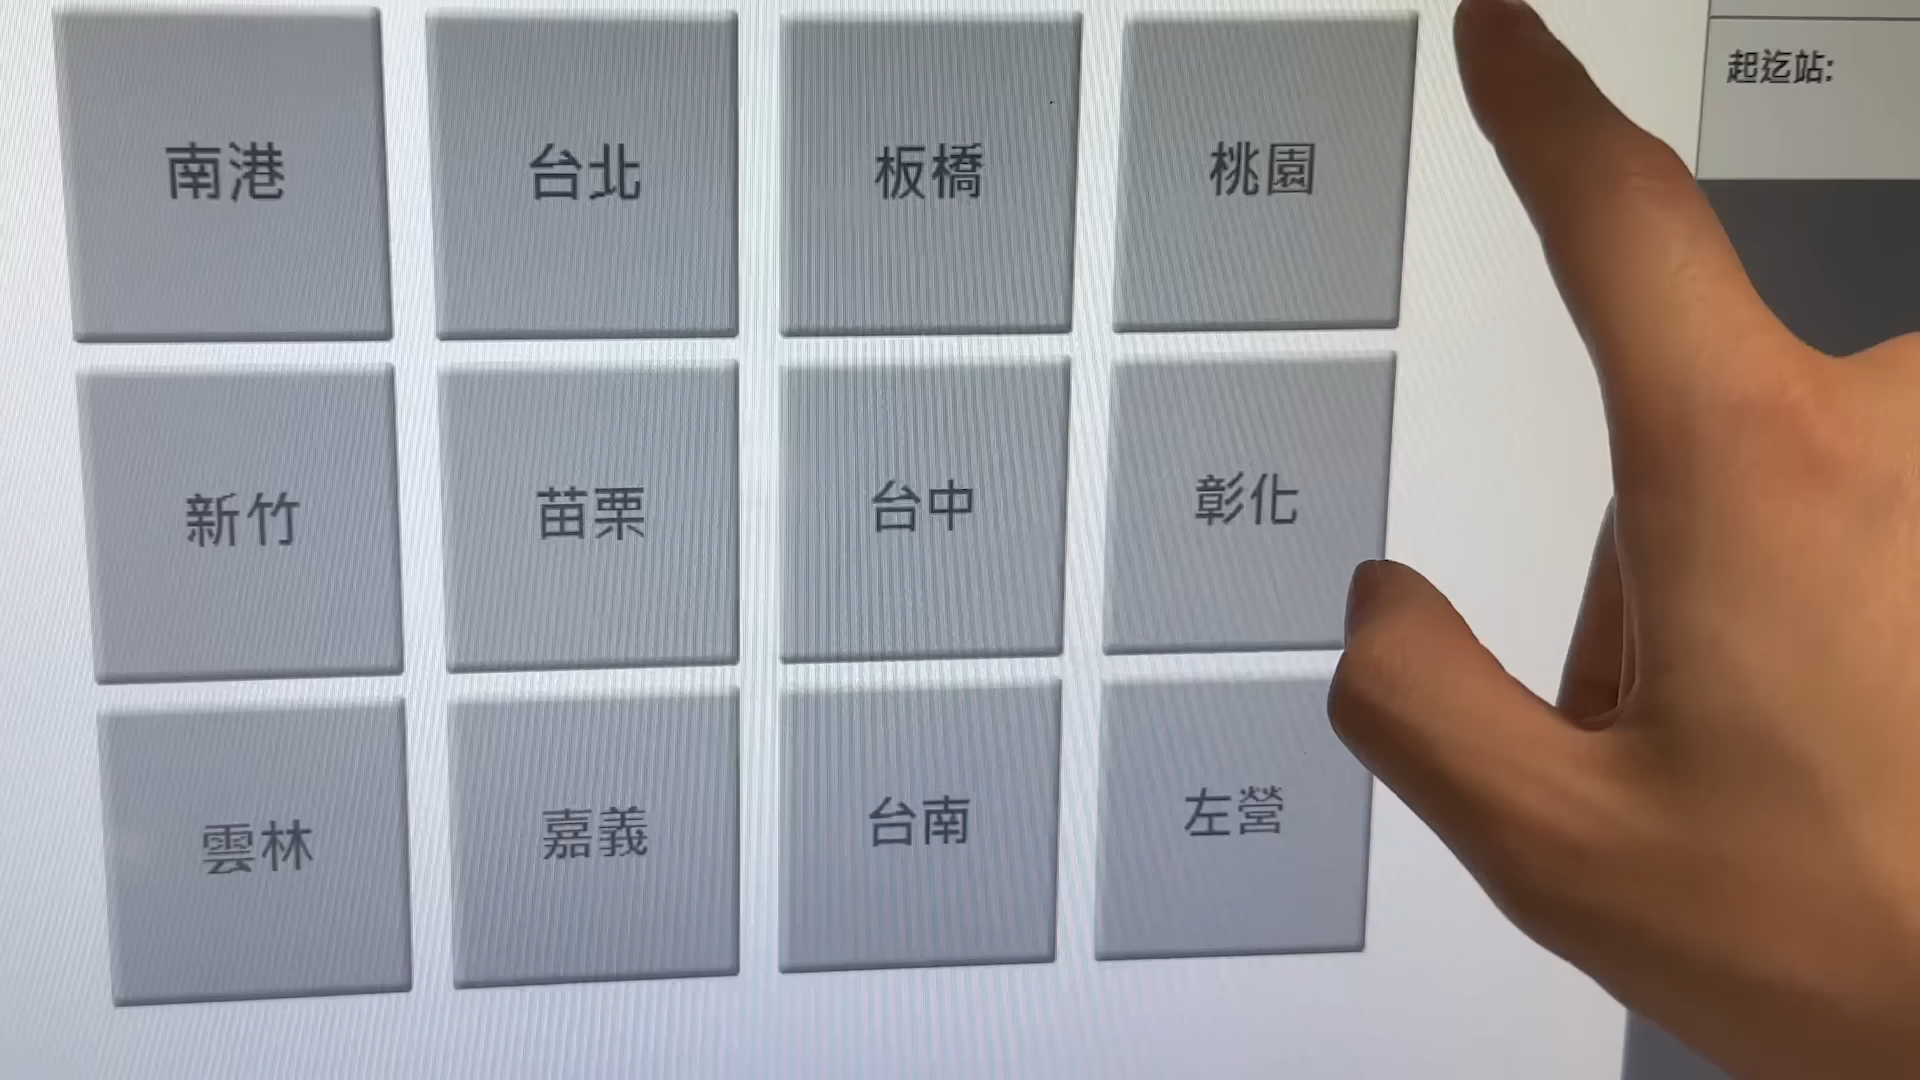 南港 台北 板橋 桃園
起迄站:
新竹 苗栗 台中 彰化
雲林 嘉義 台南 左營